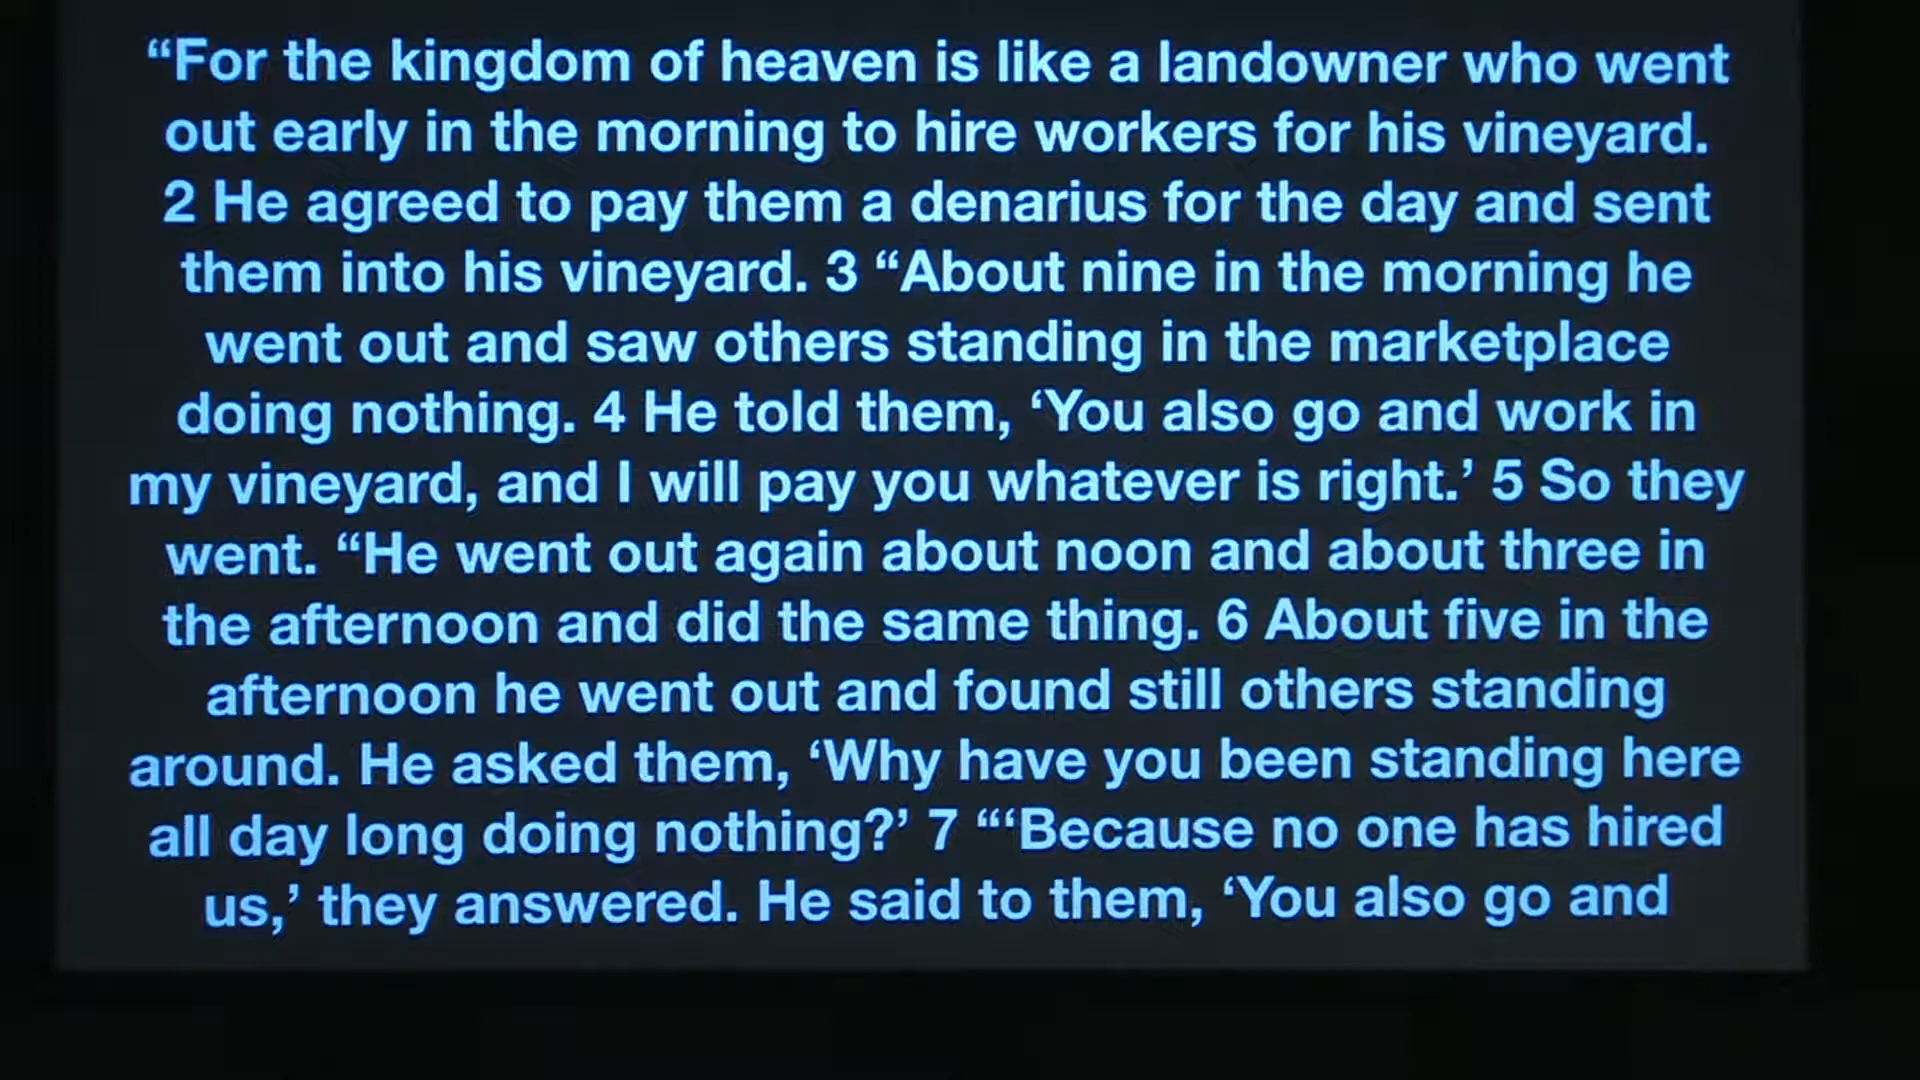 “For the kingdom of heaven is like a landowner who went
out early in the morning to hire workers for his vineyard.
2 He agreed to pay them a denarius for the day and sent
them into his vineyard. 3 “About nine in the morning he
went out and saw others standing in the marketplace
doing nothing. 4 He told them, ‘You also go and work in
my vineyard, and I will pay you whatever is right.’ 5 So they
went. “He went out again about noon and about three in
the afternoon and did the same thing. 6 About five in the
afternoon he went out and found still others standing
around. He asked them, ‘Why have you been standing here
all day long doing nothing?’ 7 “‘Because no one has hired
us,’ they answered. He said to them, ‘You also go and